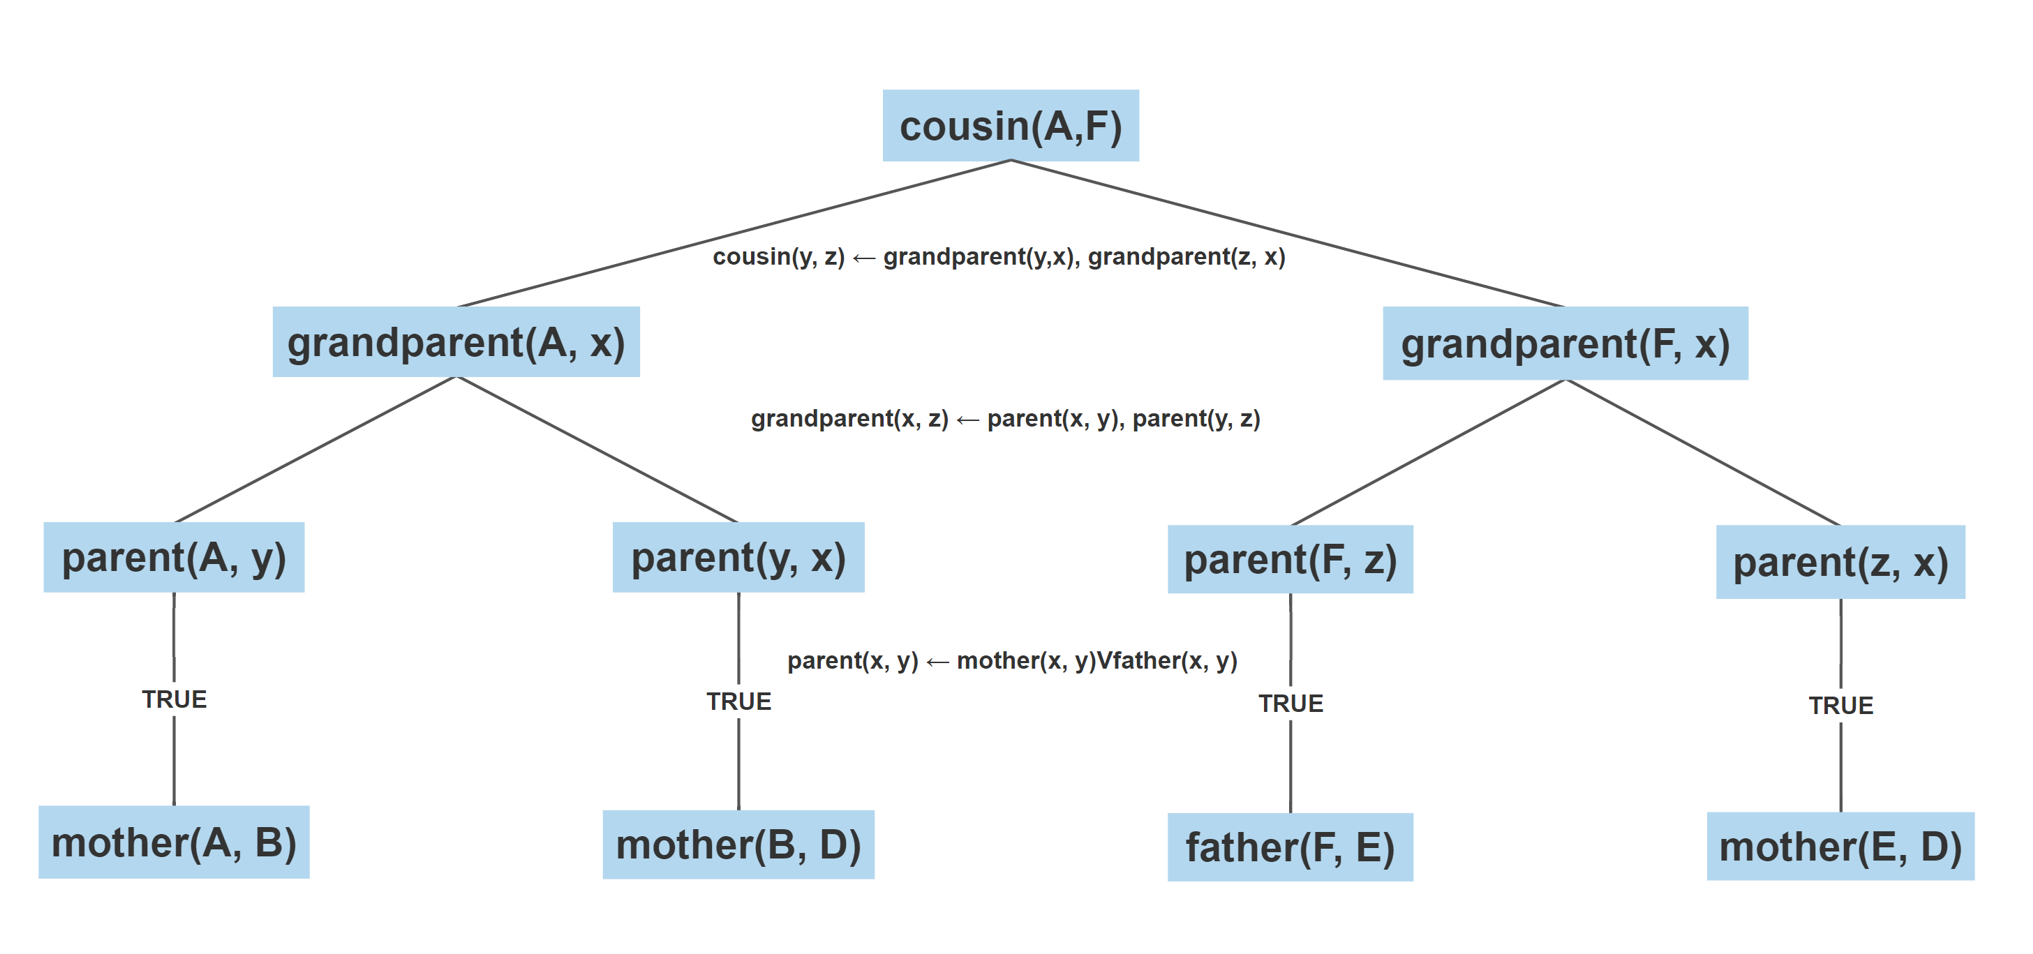 cousin(A,F)
cousin(y, z) ← grandparent(y,x), grandparent(z, x)
grandparent(A, x)
grandparent(F, x)
grandparent(x, z) ← parent(x, y), parent(y, z)
parent(A, y)
parent(y, x)
parent(F, z)
parent(z, x)
parent(x, y) ← mother(x, y)Vfather(x, y)
TRUE
TRUE
TRUE
TRUE
mother(A, B)
mother(B, D)
father(F, E)
mother(E, D)